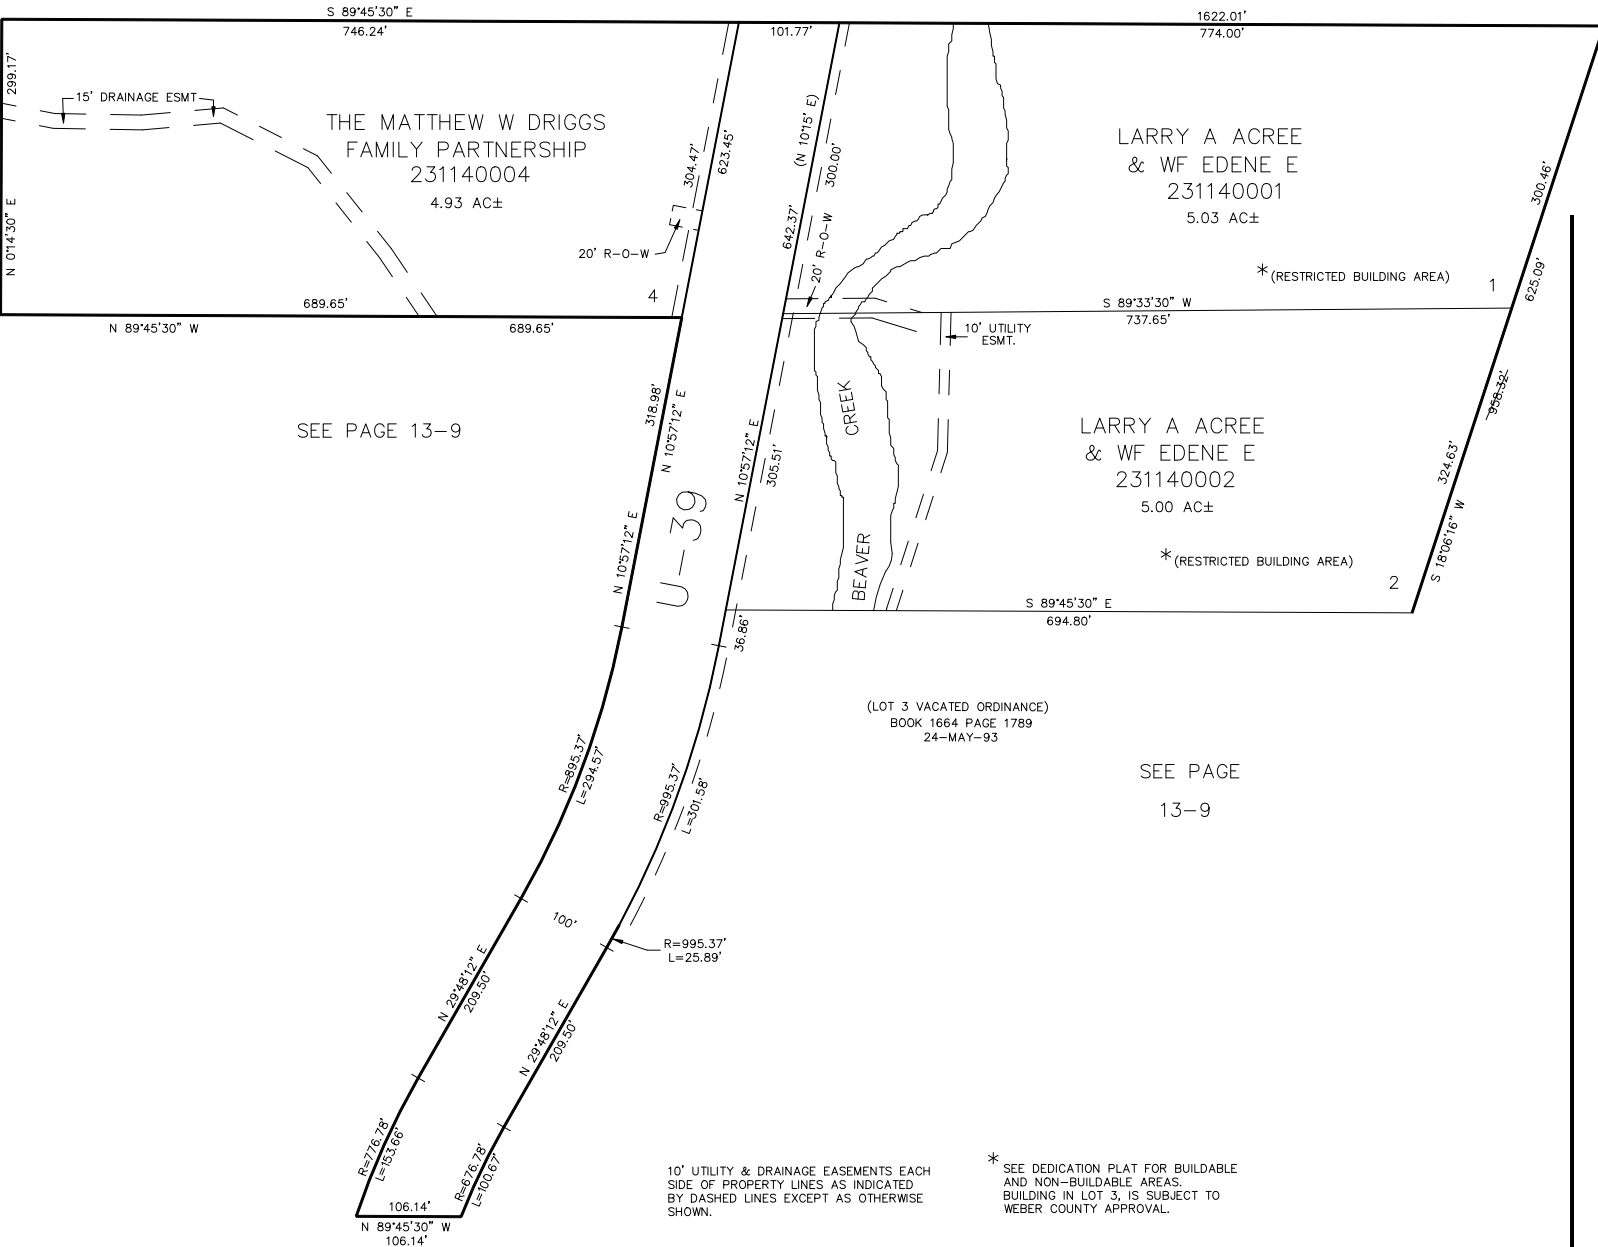 S 89°45'30" E
746.24'
101.77'
1622.01'
774.00'
299.17'
N 0°14'30" E
15' DRAINAGE ESMT
THE MATTHEW W DRIGGS
FAMILY PARTNERSHIP
231140004
4.93 AC±
304.47'
623.45'
20' R-O-W
4
689.65'
N 89°45'30" W
689.65'
(N 10°15' E)
300.00'
642.37'
20' R-O-W
LARRY A ACREE
& WF EDENE E
231140001
5.03 AC±
*(RESTRICTED BUILDING AREA)
1
300.46'
625.09'
S 89°33'30" W
737.65'
10' UTILITY
ESMT.
958.32'
SEE PAGE 13-9
318.98'
N 10°57'12" E
N 10°57'12" E
U-39
N 10°57'12" E
305.51'
CREEK
BEAVER
LARRY A ACREE
& WF EDENE E
231140002
5.00 AC±
*(RESTRICTED BUILDING AREA)
2
324.63'
S 18°06'16" W
S 89°45'30" E
694.80'
36.86'
(LOT 3 VACATED ORDINANCE)
BOOK 1664 PAGE 1789
24-MAY-93
SEE PAGE
13-9
R=895.37'
L=294.57'
R=995.37'
L=301.58'
100'
R=995.37'
L=25.89'
N 29°48'12" E
209.50'
N 29°48'12" E
209.50'
R=776.78'
L=153.66'
R=676.78'
L=100.67'
106.14'
N 89°45'30" W
106.14'
10' UTILITY & DRAINAGE EASEMENTS EACH
SIDE OF PROPERTY LINES AS INDICATED
BY DASHED LINES EXCEPT AS OTHERWISE
SHOWN.
* SEE DEDICATION PLAT FOR BUILDABLE
AND NON-BUILDABLE AREAS.
BUILDING IN LOT 3, IS SUBJECT TO
WEBER COUNTY APPROVAL.